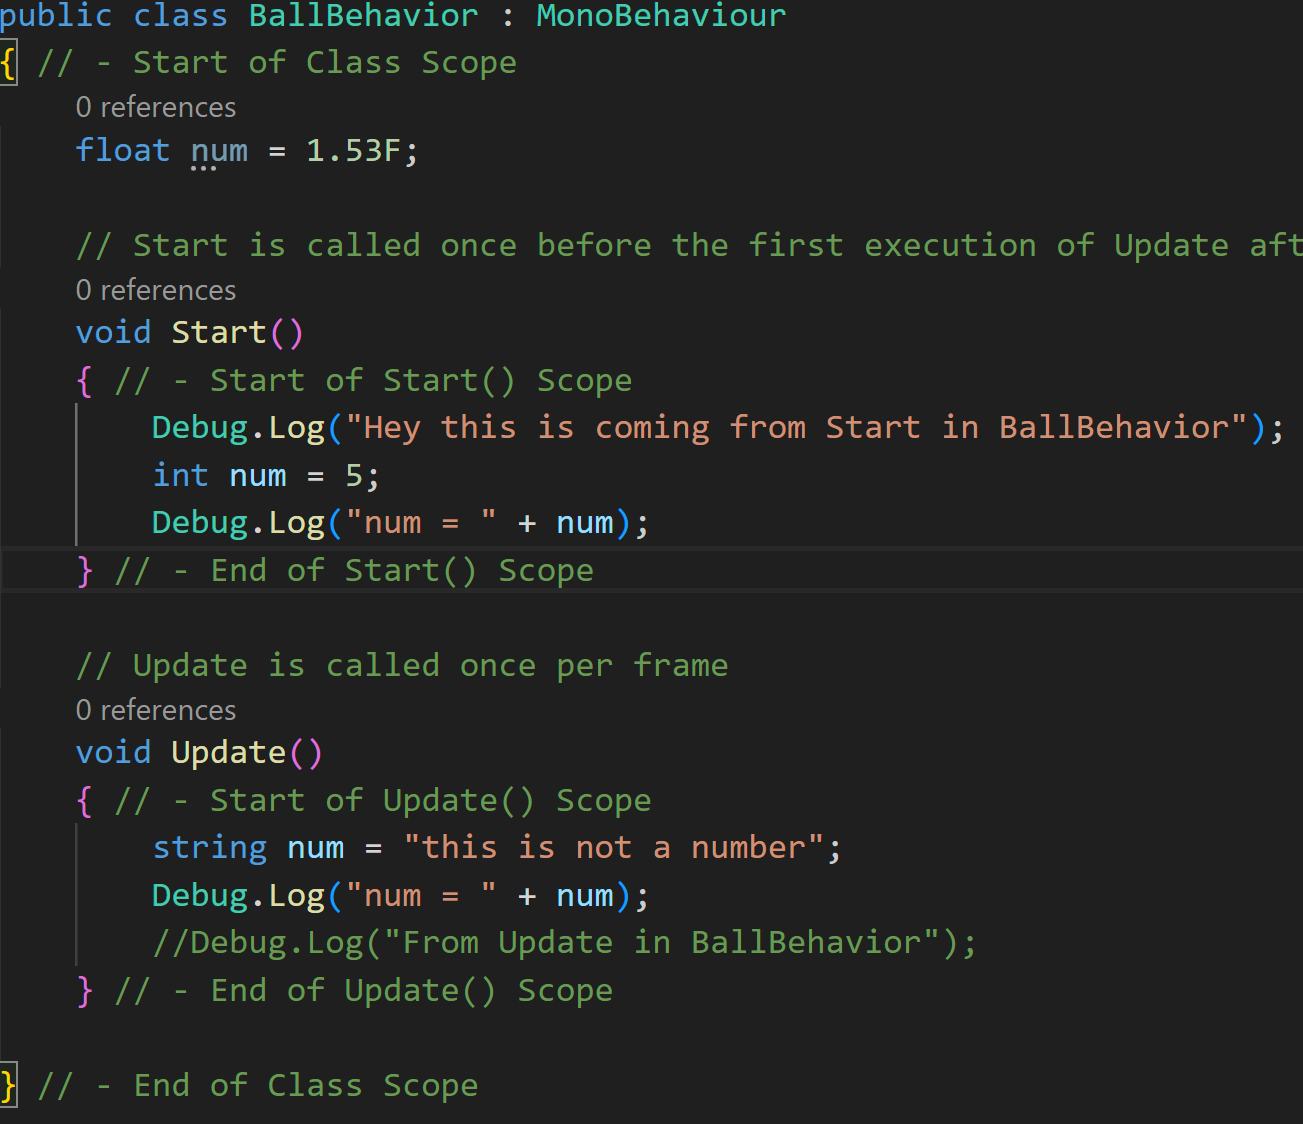 public class BallBehavior : MonoBehaviour
{ // - Start of Class Scope
0 references
float num = 1.53F;
// Start is called once before the first execution of Update aft
0 references
void Start()
{ // - Start of Start() Scope
Debug.Log("Hey this is coming from Start in BallBehavior");
int num = 5;
Debug.Log("num = " + num);
} // - End of Start() Scope
// Update is called once per frame
0 references
void Update()
{ // - Start of Update() Scope
string num = "this is not a number";
Debug.Log("num = " + num);
//Debug.Log("From Update in BallBehavior");
} // - End of Update() Scope
} // - End of Class Scope